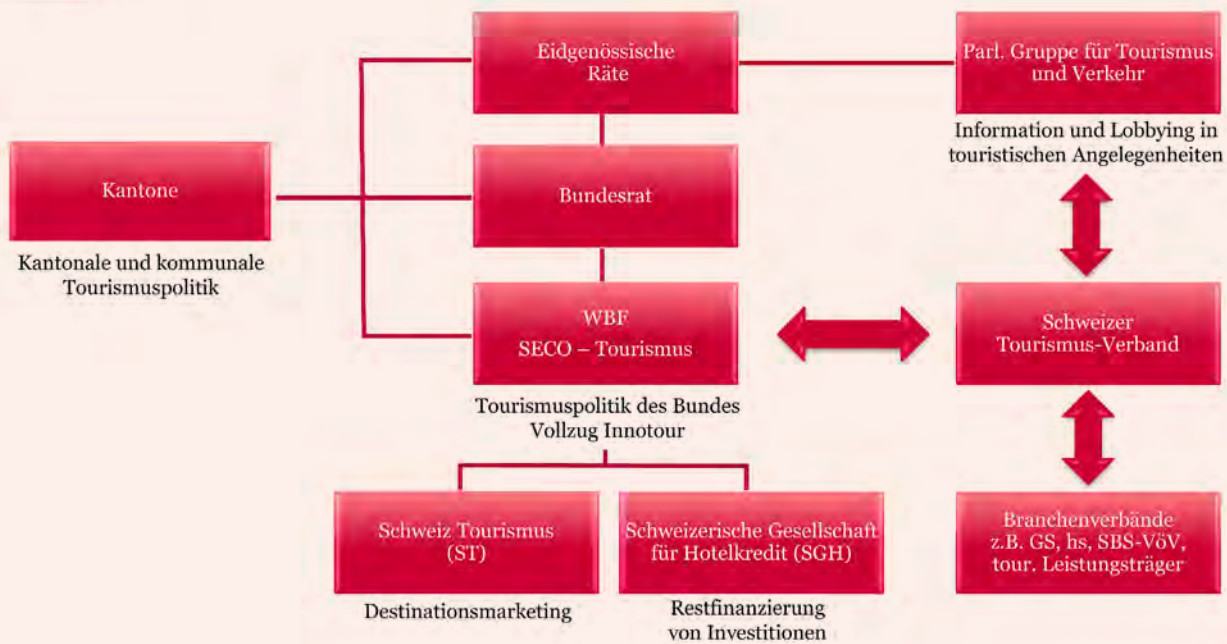 Eidgenössische
Räte
Parl. Gruppe für Tourismus
und Verkehr
Information und Lobbying in
touristischen Angelegenheiten
Kantone
Kantonale und kommunale
Tourismuspolitik
Bundesrat
WBF
SECO – Tourismus
Tourismuspolitik des Bundes
Vollzug Innotour
Schweizer
Tourismus-Verband
Schweiz Tourismus
(ST)
Destinationsmarketing
Schweizerische Gesellschaft
für Hotelkredit (SGH)
Restfinanzierung
von Investitionen
Branchenverbände
z.B. GS, hs, SBS-VöV,
tour. Leistungsträger